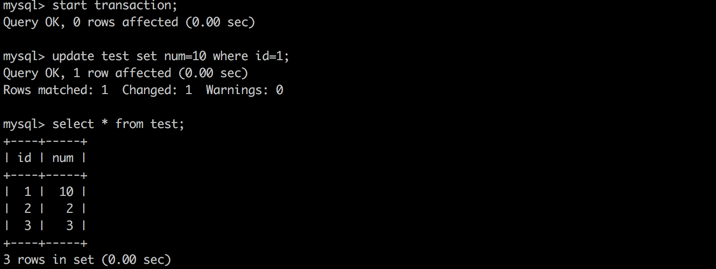 mysql> start transaction;
Query OK, 0 rows affected (0.00 sec)
mysql> update test set num=10 where id=1;
Query OK, 1 row affected (0.00 sec)
Rows matched: 1  Changed: 1  Warnings: 0
mysql> select * from test;
+----+-----+
| id | num |
+----+-----+
|  1 |  10 |
|  2 |   2 |
|  3 |   3 |
+----+-----+
3 rows in set (0.00 sec)